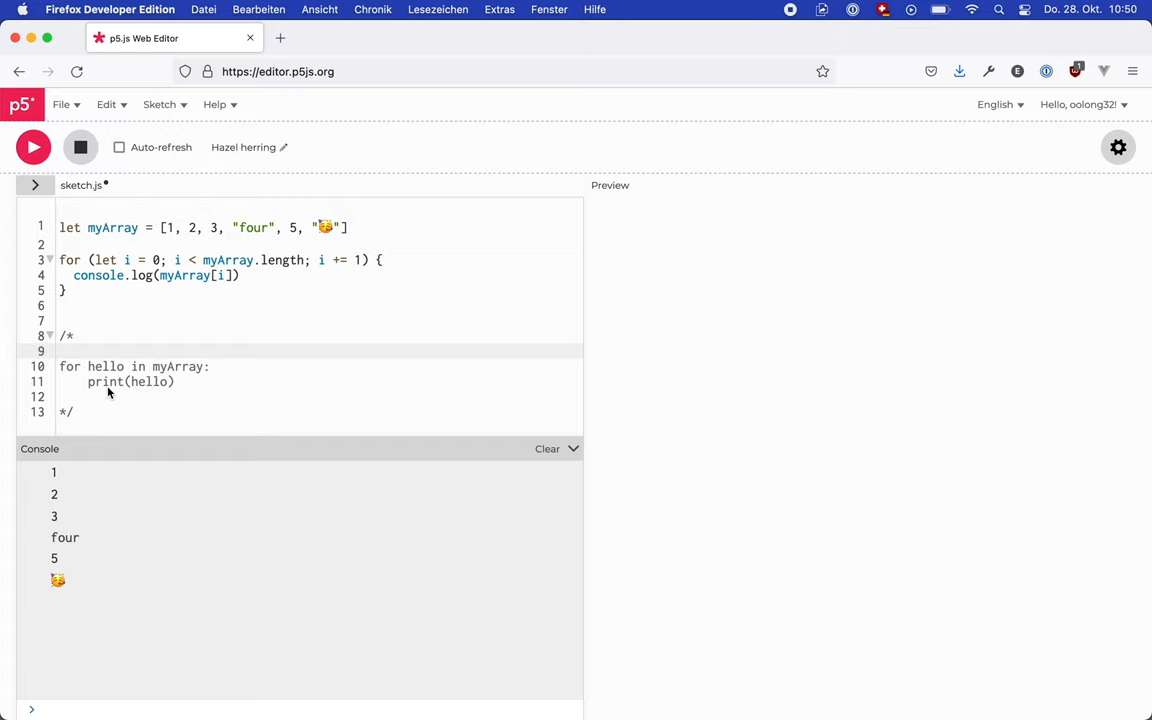 Firefox Developer Edition Datei Bearbeiten Ansicht Chronik Lesezeichen Extras Fenster Hilfe Do. 28. Okt. 10:50
p5.js Web Editor
https://editor.p5js.org
1
p5* File Edit Sketch Help English Hello, oolong32!
Auto-refresh Hazel herring
sketch.js Preview
1 let myArray = [1, 2, 3, "four", 5, "🥳"]
2
3 for (let i = 0; i < myArray.length; i += 1) {
4 console.log(myArray[i])
5 }
6
7
8 /*
9
10 for hello in myArray:
11 print(hello)
12
13 */
Console Clear
1
2
3
four
5
🥳
>